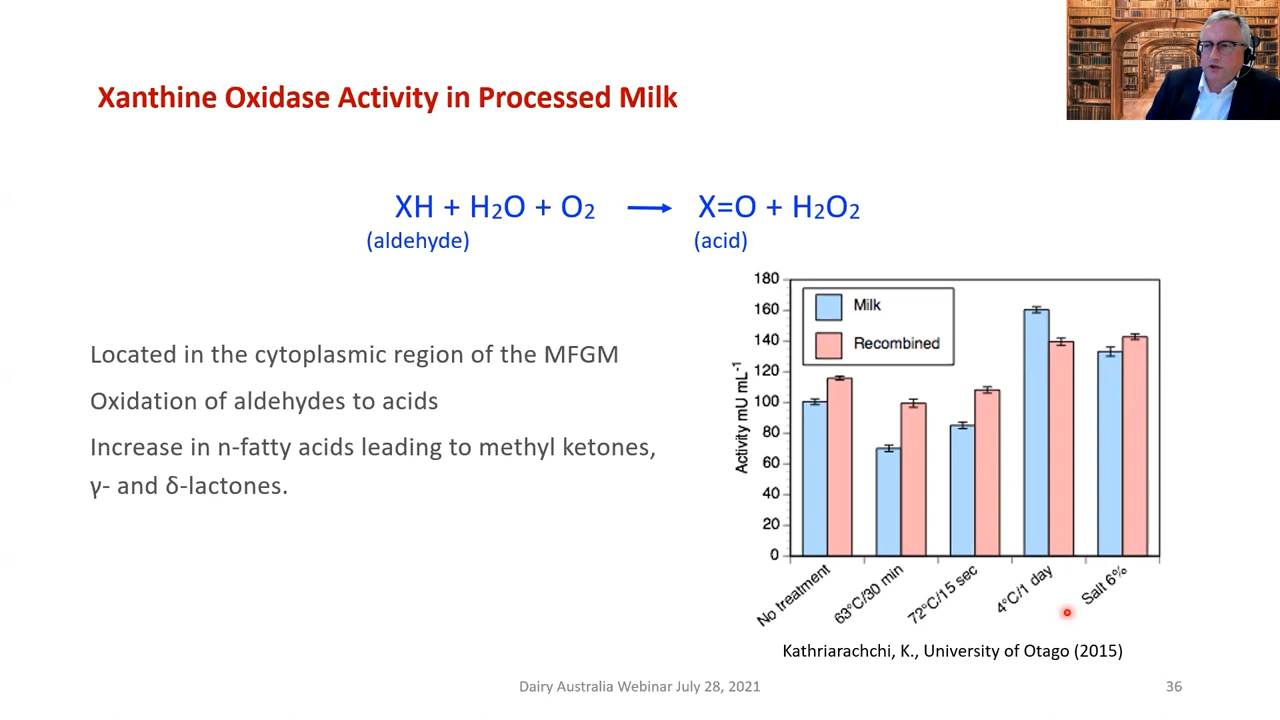 Xanthine Oxidase Activity in Processed Milk
XH + H2O + O2 → X=O + H2O2
(aldehyde) (acid)
Located in the cytoplasmic region of the MFGM
Oxidation of aldehydes to acids
Increase in n-fatty acids leading to methyl ketones,
γ- and δ-lactones.
180
160
140
120
100
80
60
40
20
0
Activity mU mL-1
Milk
Recombined
No treatment
63°C/30 min
72°C/15 sec
4°C/1 day
Salt 6%
Kathriarachchi, K., University of Otago (2015)
Dairy Australia Webinar July 28, 2021
36